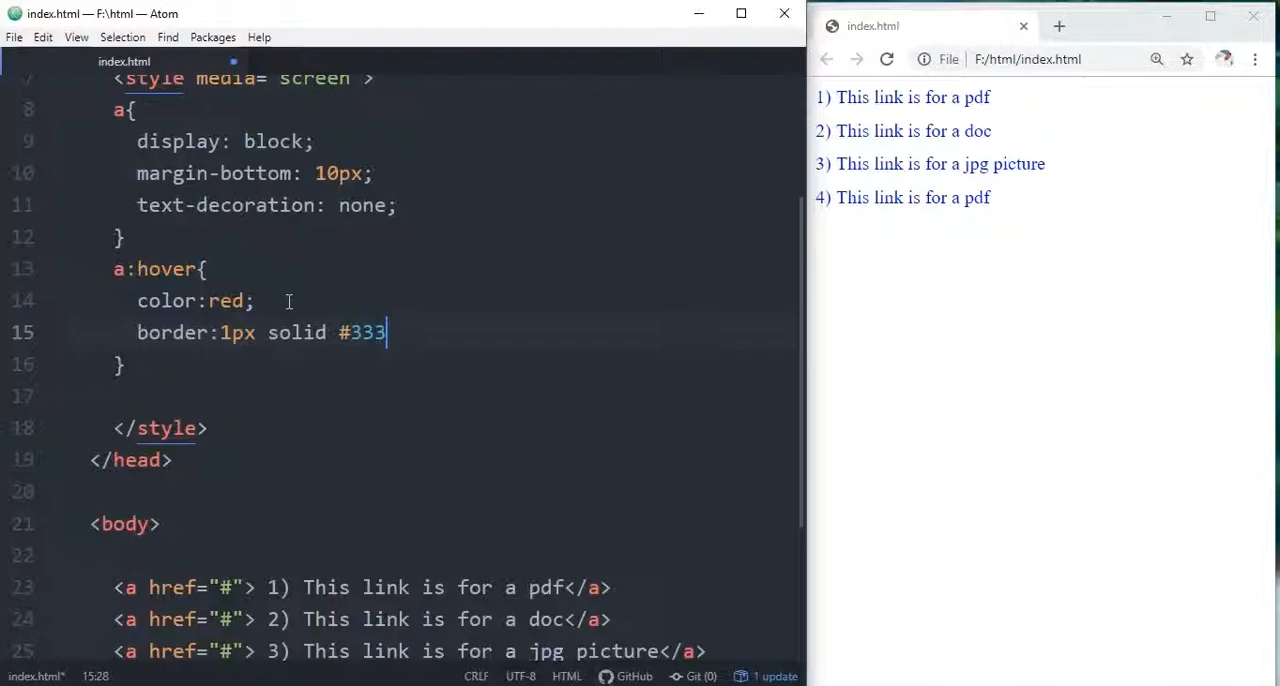 index.html — F:\html — Atom
File Edit View Selection Find Packages Help
index.html
7 <style media="screen">
8 a{
9 display: block;
10 margin-bottom: 10px;
11 text-decoration: none;
12 }
13 a:hover{
14 color:red;
15 border:1px solid #333
16 }
17
18 </style>
19 </head>
20
21 <body>
22
23 <a href="#"> 1) This link is for a pdf</a>
24 <a href="#"> 2) This link is for a doc</a>
25 <a href="#"> 3) This link is for a jpg picture</a>
index.html* 15:28 CRLF UTF-8 HTML GitHub Git (0) 1 update
index.html
File F:/html/index.html
1) This link is for a pdf
2) This link is for a doc
3) This link is for a jpg picture
4) This link is for a pdf